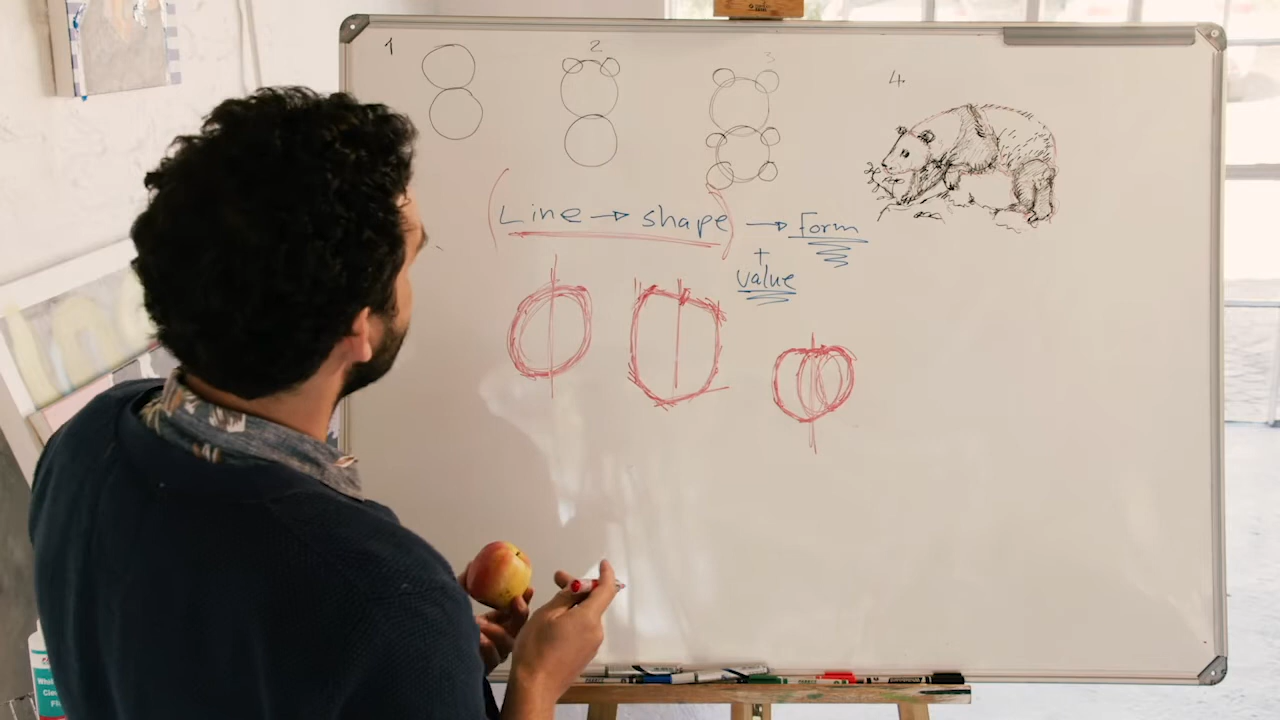 1
2
3
4
Line → shape) → Form
+
value